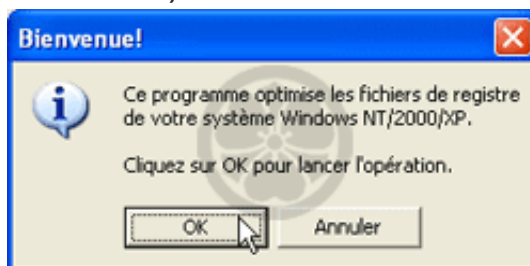 Bienvenue!
Ce programme optimise les fichiers de registre
de votre système Windows NT/2000/XP.
Cliquez sur OK pour lancer l'opération.
OK
Annuler